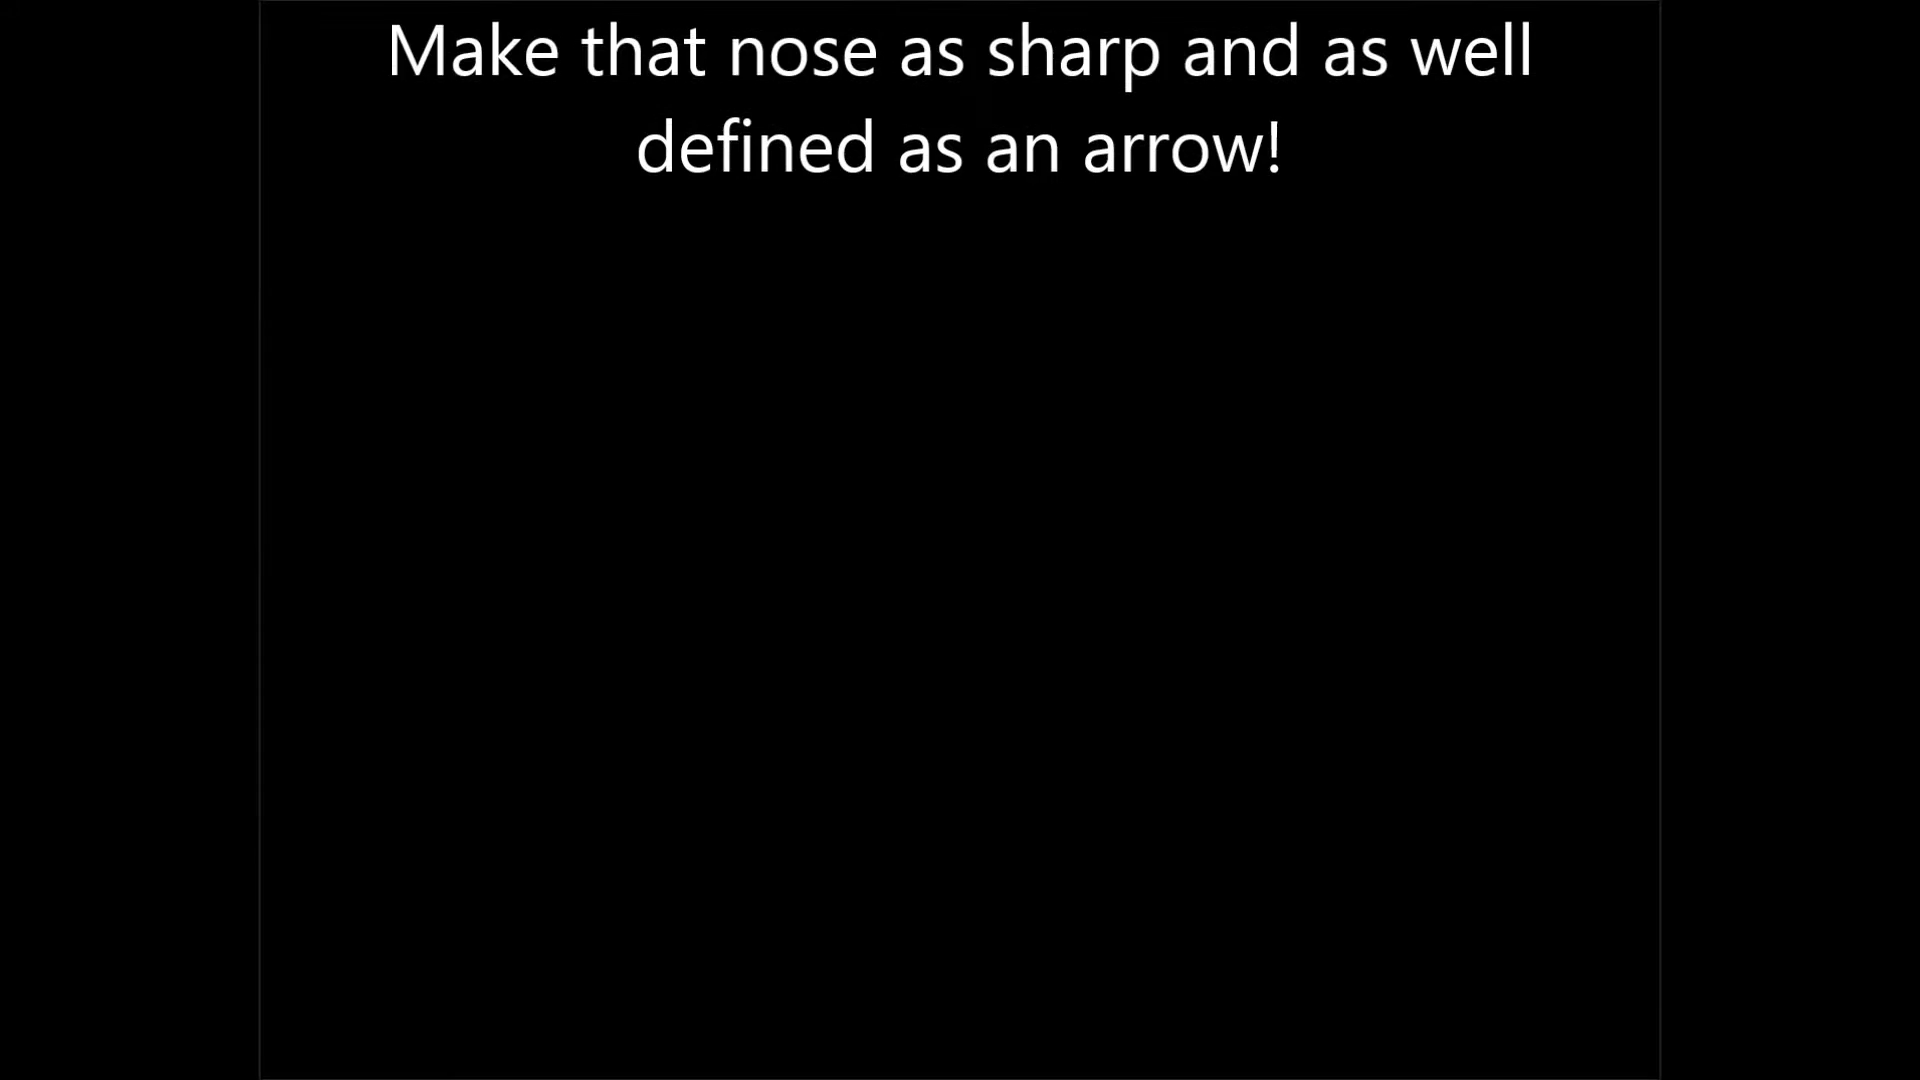 Make that nose as sharp and as well
defined as an arrow!